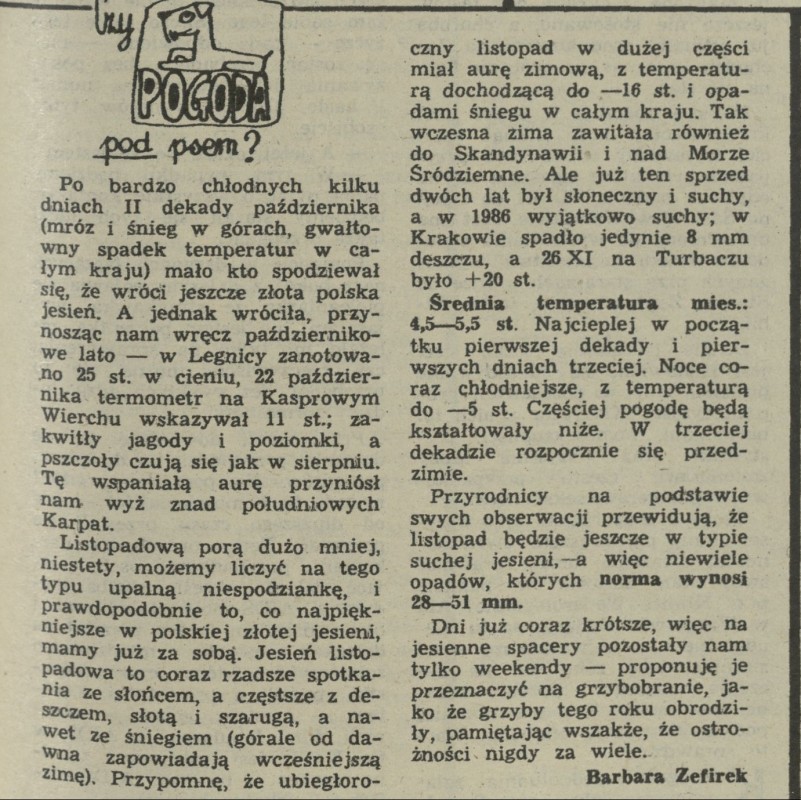 czy
POGODA
pod psem?
Po bardzo chłodnych kilku
dniach II dekady października
(mróz i śnieg w górach, gwałto-
wny spadek temperatur w ca-
łym kraju) mało kto spodziewał
się, że wróci jeszcze złota polska
jesień. A jednak wróciła, przy-
nosząc nam wręcz październiko-
we lato — w Legnicy zanotowa-
no 25 st. w cieniu, 22 paździer-
nika termometr na Kasprowym
Wierchu wskazywał 11 st.; za-
kwitły jagody i poziomki, a
pszczoły czują się jak w sierpniu.
Tę wspaniałą aurę przyniósł
nam wyż znad południowych
Karpat.
Listopadową porą dużo mniej,
niestety, możemy liczyć na tego
typu upalną niespodziankę, i
prawdopodobnie to, co najpięk-
niejsze w polskiej złotej jesieni,
mamy już za sobą. Jesień listo-
padowa to coraz rzadsze spotka-
nia ze słońcem, a częstsze z de-
szczem, słotą i szarugą, a na-
wet ze śniegiem (górale od da-
wna zapowiadają wcześniejszą
zimę). Przypomnę, że ubiegłoro-
czny listopad w dużej części
miał aurę zimową, z temperatu-
rą dochodzącą do —16 st. i opa-
dami śniegu w całym kraju. Tak
wczesna zima zawitała również
do Skandynawii i nad Morze
Śródziemne. Ale już ten sprzed
dwóch lat był słoneczny i suchy,
a w 1986 wyjątkowo suchy; w
Krakowie spadło jedynie 8 mm
deszczu, a 26 XI na Turbaczu
było +20 st.
Średnia temperatura mies.:
4,5—5,5 st. Najcieplej w począ-
tku pierwszej dekady i pier-
wszych dniach trzeciej. Noce co-
raz chłodniejsze, z temperaturą
do —5 st. Częściej pogodę będą
kształtowały niże. W trzeciej
dekadzie rozpocznie się przed-
zimie.
Przyrodnicy na podstawie
swych obserwacji przewidują, że
listopad będzie jeszcze w typie
suchej jesieni, a więc niewiele
opadów, których norma wynosi
28—51 mm.
Dni już coraz krótsze, więc na
jesienne spacery pozostały nam
tylko weekendy — proponuję je
przeznaczyć na grzybobranie, ja-
ko że grzyby tego roku obrodzi-
ły, pamiętając wszakże, że ostro-
żności nigdy za wiele.
Barbara Zefirek